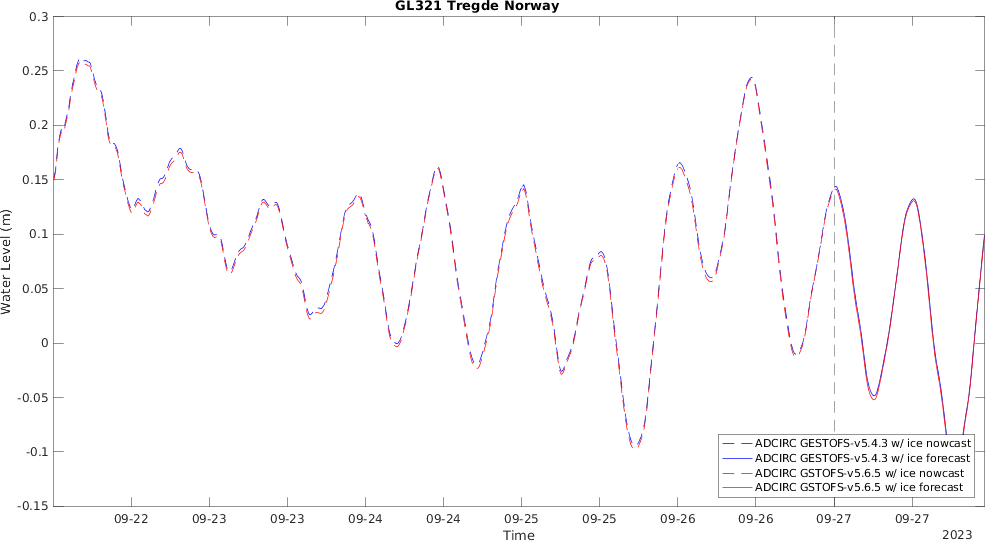 GL321 Tregde Norway
0.3
0.25
0.2
0.15
0.1
0.05
0
-0.05
-0.1
-0.15
Water Level (m)
ADCIRC GESTOFS-v5.4.3 w/ ice nowcast
ADCIRC GESTOFS-v5.4.3 w/ ice forecast
ADCIRC GSTOFS-v5.6.5 w/ ice nowcast
ADCIRC GSTOFS-v5.6.5 w/ ice forecast
09-22 09-23 09-23 09-24 09-24 09-25 09-25 09-26 09-26 09-27 09-27
Time
2023